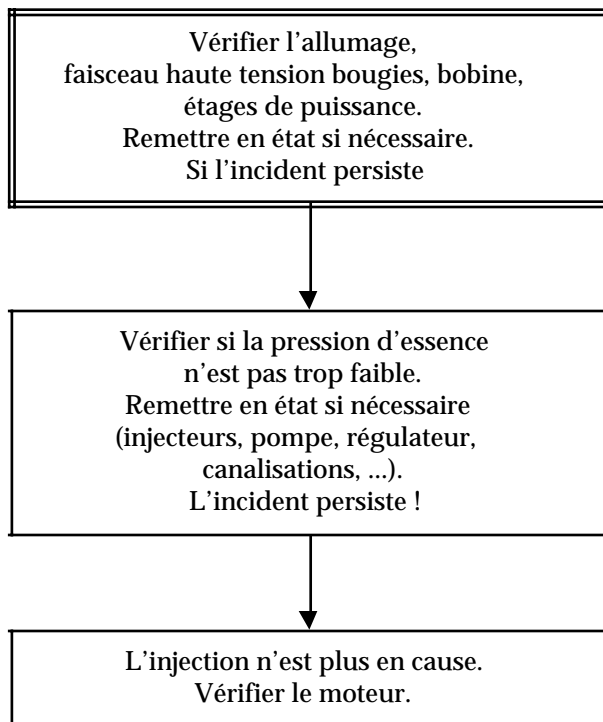 Vérifier l’allumage,
faisceau haute tension bougies, bobine,
étages de puissance.
Remettre en état si nécessaire.
Si l’incident persiste
Vérifier si la pression d’essence
n’est pas trop faible.
Remettre en état si nécessaire
(injecteurs, pompe, régulateur,
canalisations, ...).
L’incident persiste !
L’injection n’est plus en cause.
Vérifier le moteur.